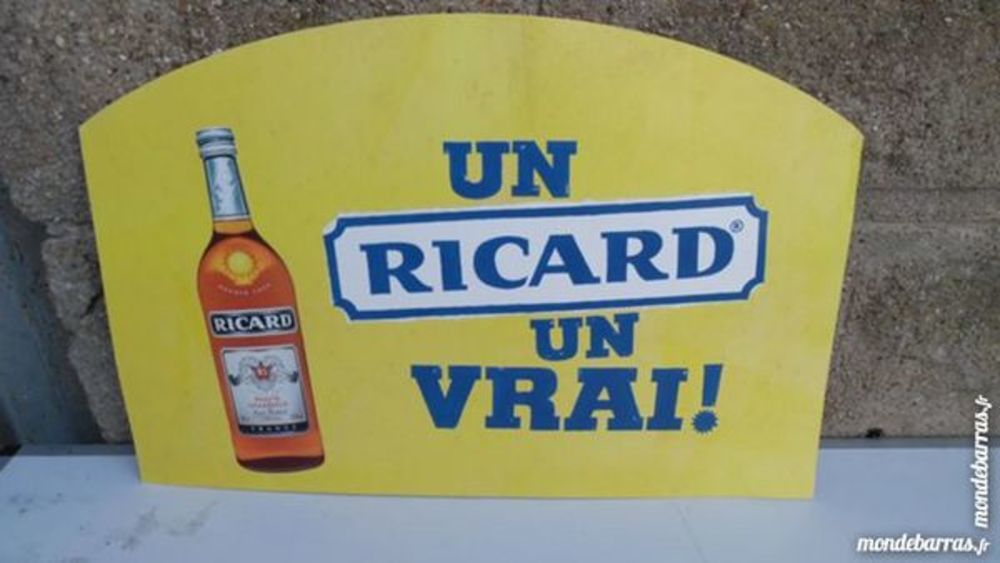 UN
RICARD®
UN
VRAI!
RICARD
FRANCE
mondebarras.fr
mondebarras.fr